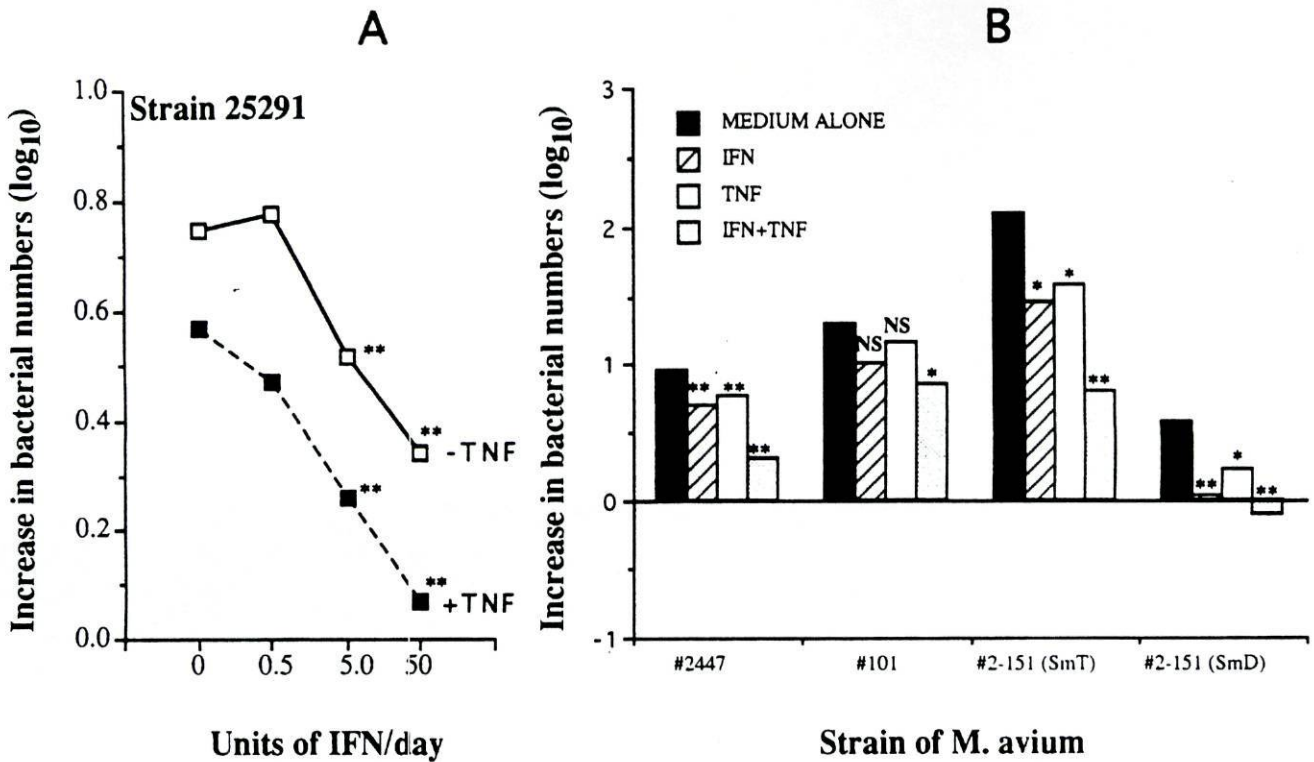 A
B
Increase in bacterial numbers (log10)
1.0
0.8
0.6
0.4
0.2
0.0
Strain 25291
**
** -TNF
**
** +TNF
0 0.5 5.0 50
Units of IFN/day
Increase in bacterial numbers (log10)
3
2
1
0
-1
MEDIUM ALONE
IFN
TNF
IFN+TNF
** ** **
NS NS *
* * **
** * **
#2447 #101 #2-151 (SmT) #2-151 (SmD)
Strain of M. avium